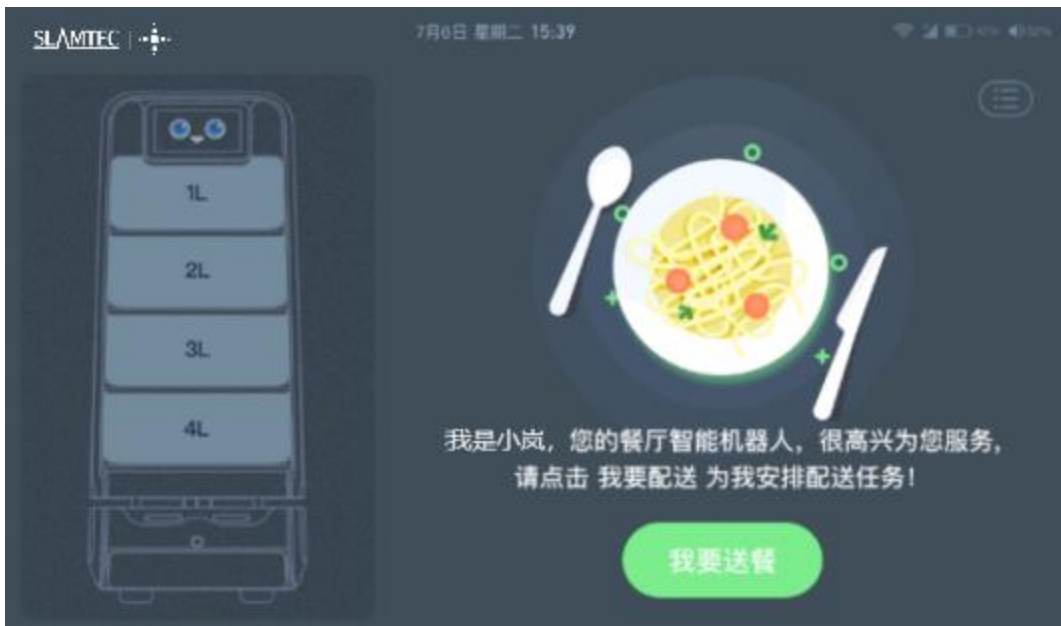 SLAMTEC
7月6日 星期二 15:39
1L
2L
3L
4L
我是小岚，您的餐厅智能机器人，很高兴为您服务，
请点击 我要配送 为我安排配送任务！
我要送餐